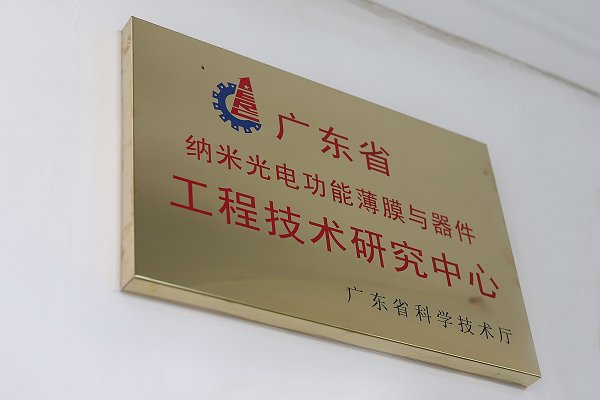 广东省
纳米光电功能薄膜与器件
工程技术研究中心
广东省科学技术厅